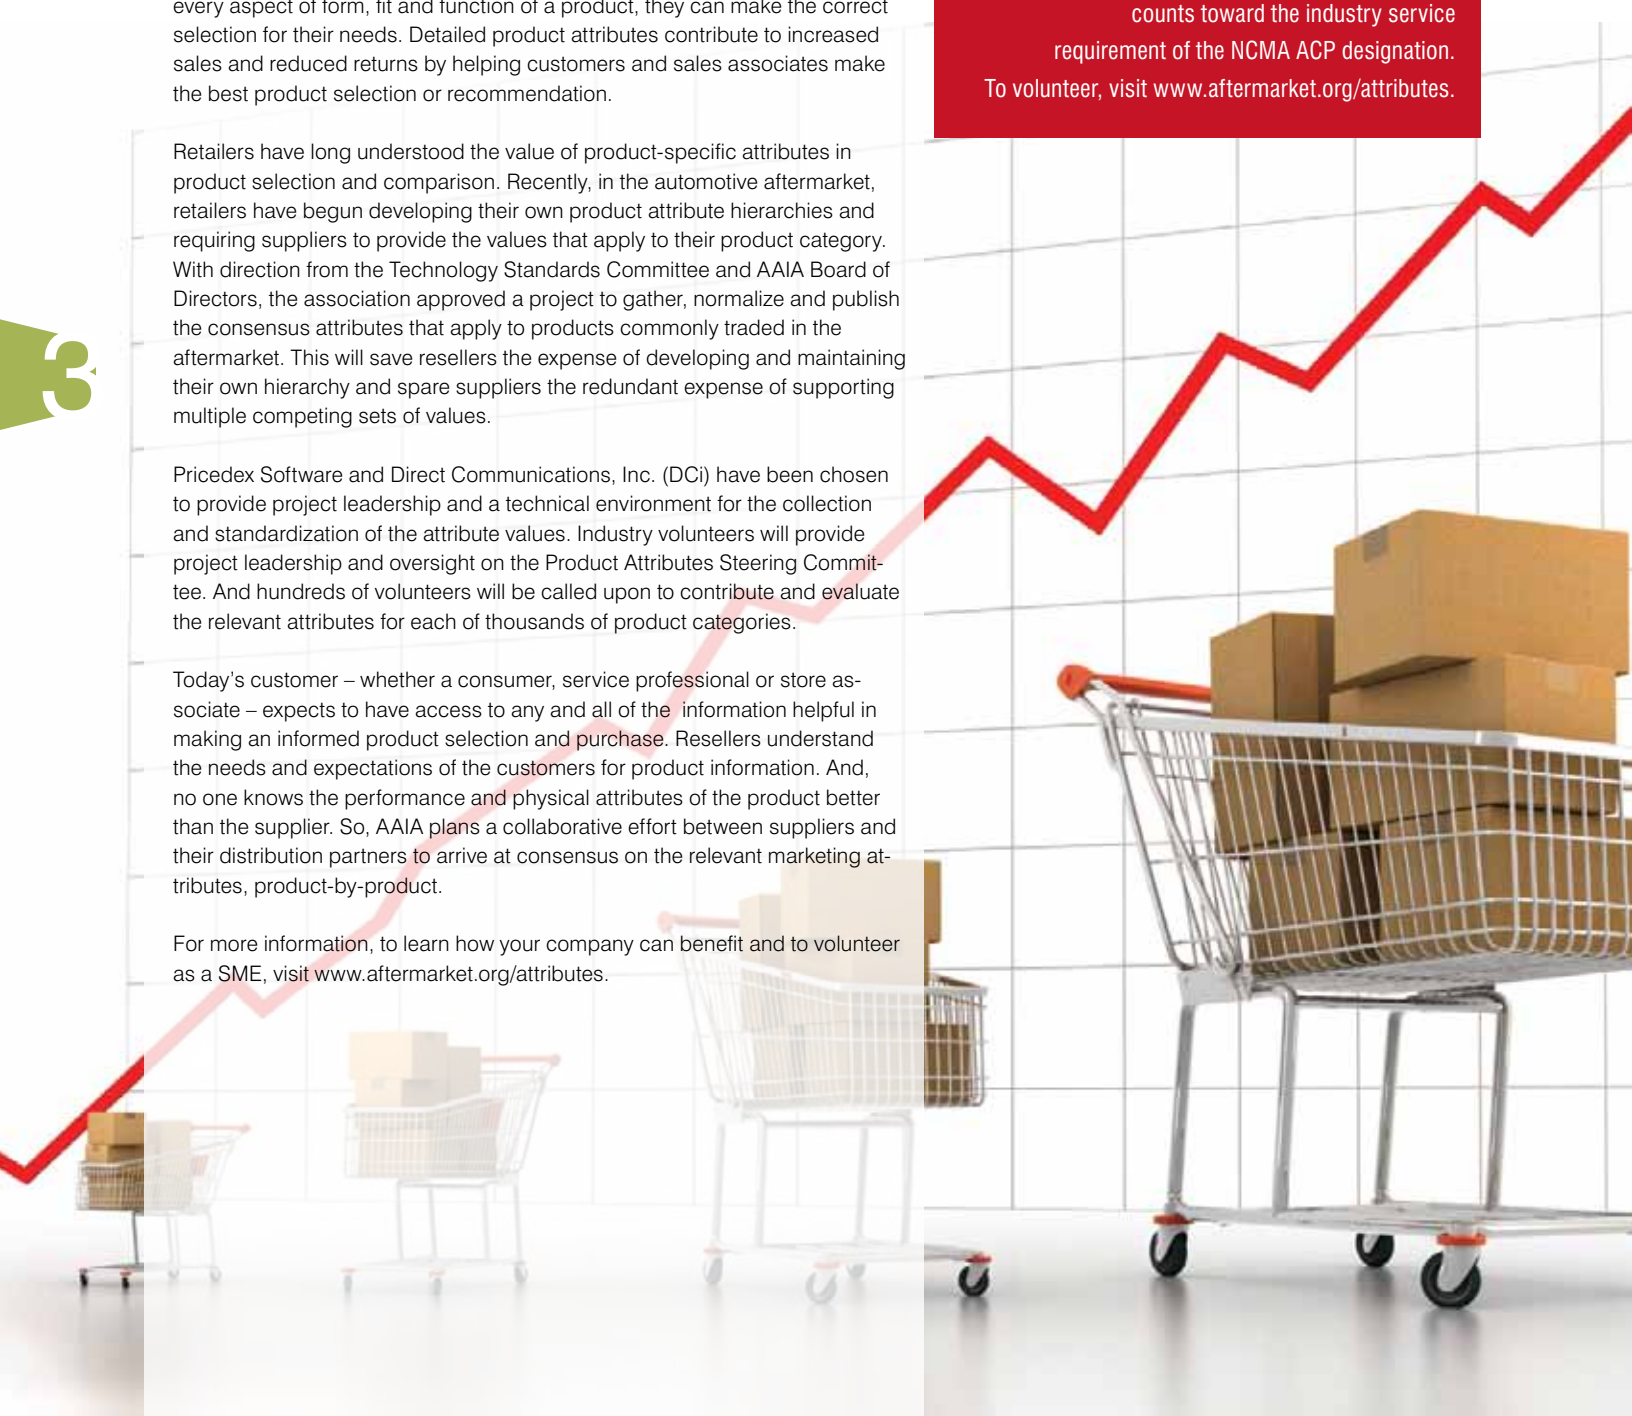 every aspect of form, fit and function of a product, they can make the correct
selection for their needs. Detailed product attributes contribute to increased
sales and reduced returns by helping customers and sales associates make
the best product selection or recommendation.
Retailers have long understood the value of product-specific attributes in
product selection and comparison. Recently, in the automotive aftermarket,
retailers have begun developing their own product attribute hierarchies and
requiring suppliers to provide the values that apply to their product category.
With direction from the Technology Standards Committee and AAIA Board of
Directors, the association approved a project to gather, normalize and publish
the consensus attributes that apply to products commonly traded in the
aftermarket. This will save resellers the expense of developing and maintaining
their own hierarchy and spare suppliers the redundant expense of supporting
multiple competing sets of values.
Pricedex Software and Direct Communications, Inc. (DCi) have been chosen
to provide project leadership and a technical environment for the collection
and standardization of the attribute values. Industry volunteers will provide
project leadership and oversight on the Product Attributes Steering Commit-
tee. And hundreds of volunteers will be called upon to contribute and evaluate
the relevant attributes for each of thousands of product categories.
Today's customer – whether a consumer, service professional or store as-
sociate – expects to have access to any and all of the information helpful in
making an informed product selection and purchase. Resellers understand
the needs and expectations of the customers for product information. And,
no one knows the performance and physical attributes of the product better
than the supplier. So, AAIA plans a collaborative effort between suppliers and
their distribution partners to arrive at consensus on the relevant marketing at-
tributes, product-by-product.
For more information, to learn how your company can benefit and to volunteer
as a SME, visit www.aftermarket.org/attributes.
3
counts toward the industry service
requirement of the NCMA ACP designation.
To volunteer, visit www.aftermarket.org/attributes.